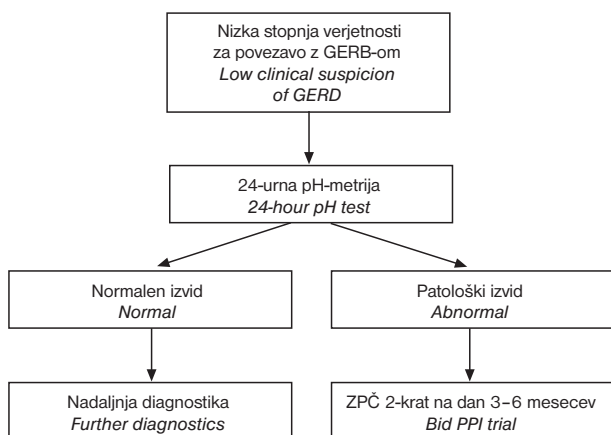 Nizka stopnja verjetnosti
za povezavo z GERB-om
Low clinical suspicion
of GERD
24-urna pH-metrija
24-hour pH test
Normalen izvid
Normal
Patološki izvid
Abnormal
Nadaljnja diagnostika
Further diagnostics
ZPČ 2-krat na dan 3–6 mesecev
Bid PPI trial